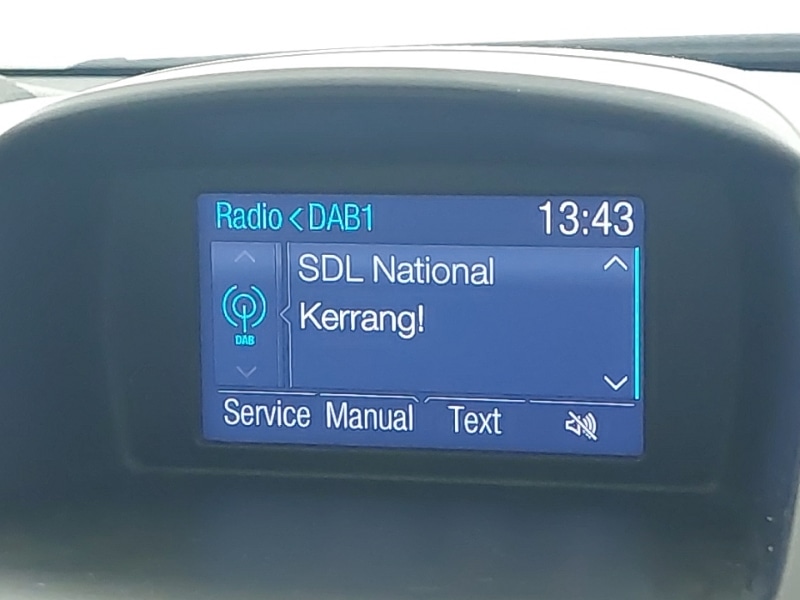 Radio < DAB1 13:43
SDL National
DAB
Kerrang!
Service Manual Text